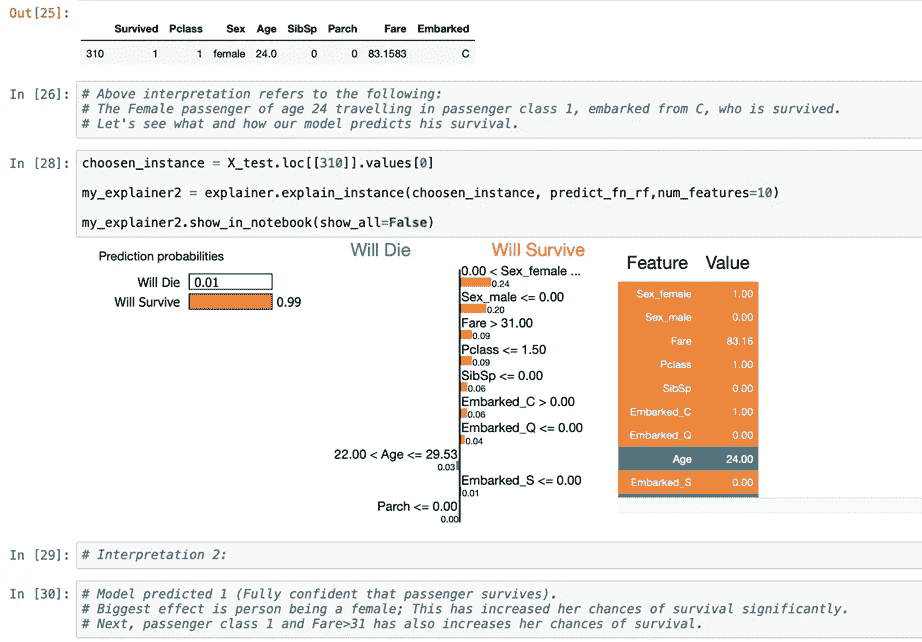 Out[25]:
Survived Pclass Sex Age SibSp Parch Fare Embarked
310 1 1 female 24.0 0 0 83.1583 C
In [26]: # Above interpretation refers to the following:
# The Female passenger of age 24 travelling in passenger class 1, embarked from C, who is survived.
# Let's see what and how our model predicts his survival.
In [28]: choosen_instance = X_test.loc[[310]].values[0]
my_explainer2 = explainer.explain_instance(choosen_instance, predict_fn_rf,num_features=10)
my_explainer2.show_in_notebook(show_all=False)
Prediction probabilities
Will Die 0.01
Will Survive 0.99
Will Die Will Survive
0.00 < Sex_female ...
0.24
Sex_male <= 0.00
0.20
Fare > 31.00
0.09
Pclass <= 1.50
0.09
SibSp <= 0.00
0.06
Embarked_C > 0.00
0.06
Embarked_Q <= 0.00
0.04
22.00 < Age <= 29.53
0.03
Embarked_S <= 0.00
0.01
Parch <= 0.00
0.00
Feature Value
Sex_female 1.00
Sex_male 0.00
Fare 83.16
Pclass 1.00
SibSp 0.00
Embarked_C 1.00
Embarked_Q 0.00
Age 24.00
Embarked_S 0.00
In [29]: # Interpretation 2:
In [30]: # Model predicted 1 (Fully confident that passenger survives).
# Biggest effect is person being a female; This has increased her chances of survival significantly.
# Next, passenger class 1 and Fare>31 has also increases her chances of survival.